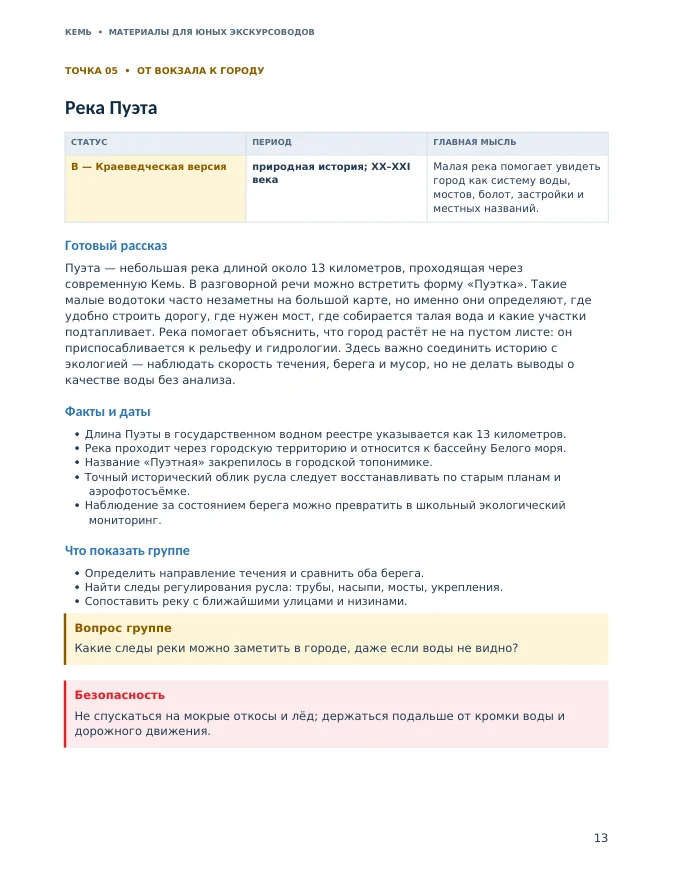 КЕМЬ • МАТЕРИАЛЫ ДЛЯ ЮНЫХ ЭКСКУРСОВОДОВ
ТОЧКА 05 • ОТ ВОКЗАЛА К ГОРОДУ
Река Пуэта
СТАТУС
ПЕРИОД
ГЛАВНАЯ МЫСЛЬ
B — Краеведческая версия
природная история; XX–XXI
века
Малая река помогает увидеть
город как систему воды,
мостов, болот, застройки и
местных названий.
Готовый рассказ
Пуэта — небольшая река длиной около 13 километров, проходящая через
современную Кемь. В разговорной речи можно встретить форму «Пуэтка». Такие
малые водотоки часто незаметны на большой карте, но именно они определяют, где
удобно строить дорогу, где нужен мост, где собирается талая вода и какие участки
подтапливает. Река помогает объяснить, что город растёт не на пустом листе: он
приспосабливается к рельефу и гидрологии. Здесь важно соединить историю с
экологией — наблюдать скорость течения, берега и мусор, но не делать выводы о
качестве воды без анализа.
Факты и даты
• Длина Пуэты в государственном водном реестре указывается как 13 километров.
• Река проходит через городскую территорию и относится к бассейну Белого моря.
• Название «Пуэтная» закрепилось в городской топонимике.
• Точный исторический облик русла следует восстанавливать по старым планам и
аэрофотосъёмке.
• Наблюдение за состоянием берега можно превратить в школьный экологический
мониторинг.
Что показать группе
• Определить направление течения и сравнить оба берега.
• Найти следы регулирования русла: трубы, насыпи, мосты, укрепления.
• Сопоставить реку с ближайшими улицами и низинами.
Вопрос группе
Какие следы реки можно заметить в городе, даже если воды не видно?
Безопасность
Не спускаться на мокрые откосы и лёд; держаться подальше от кромки воды и
дорожного движения.
13